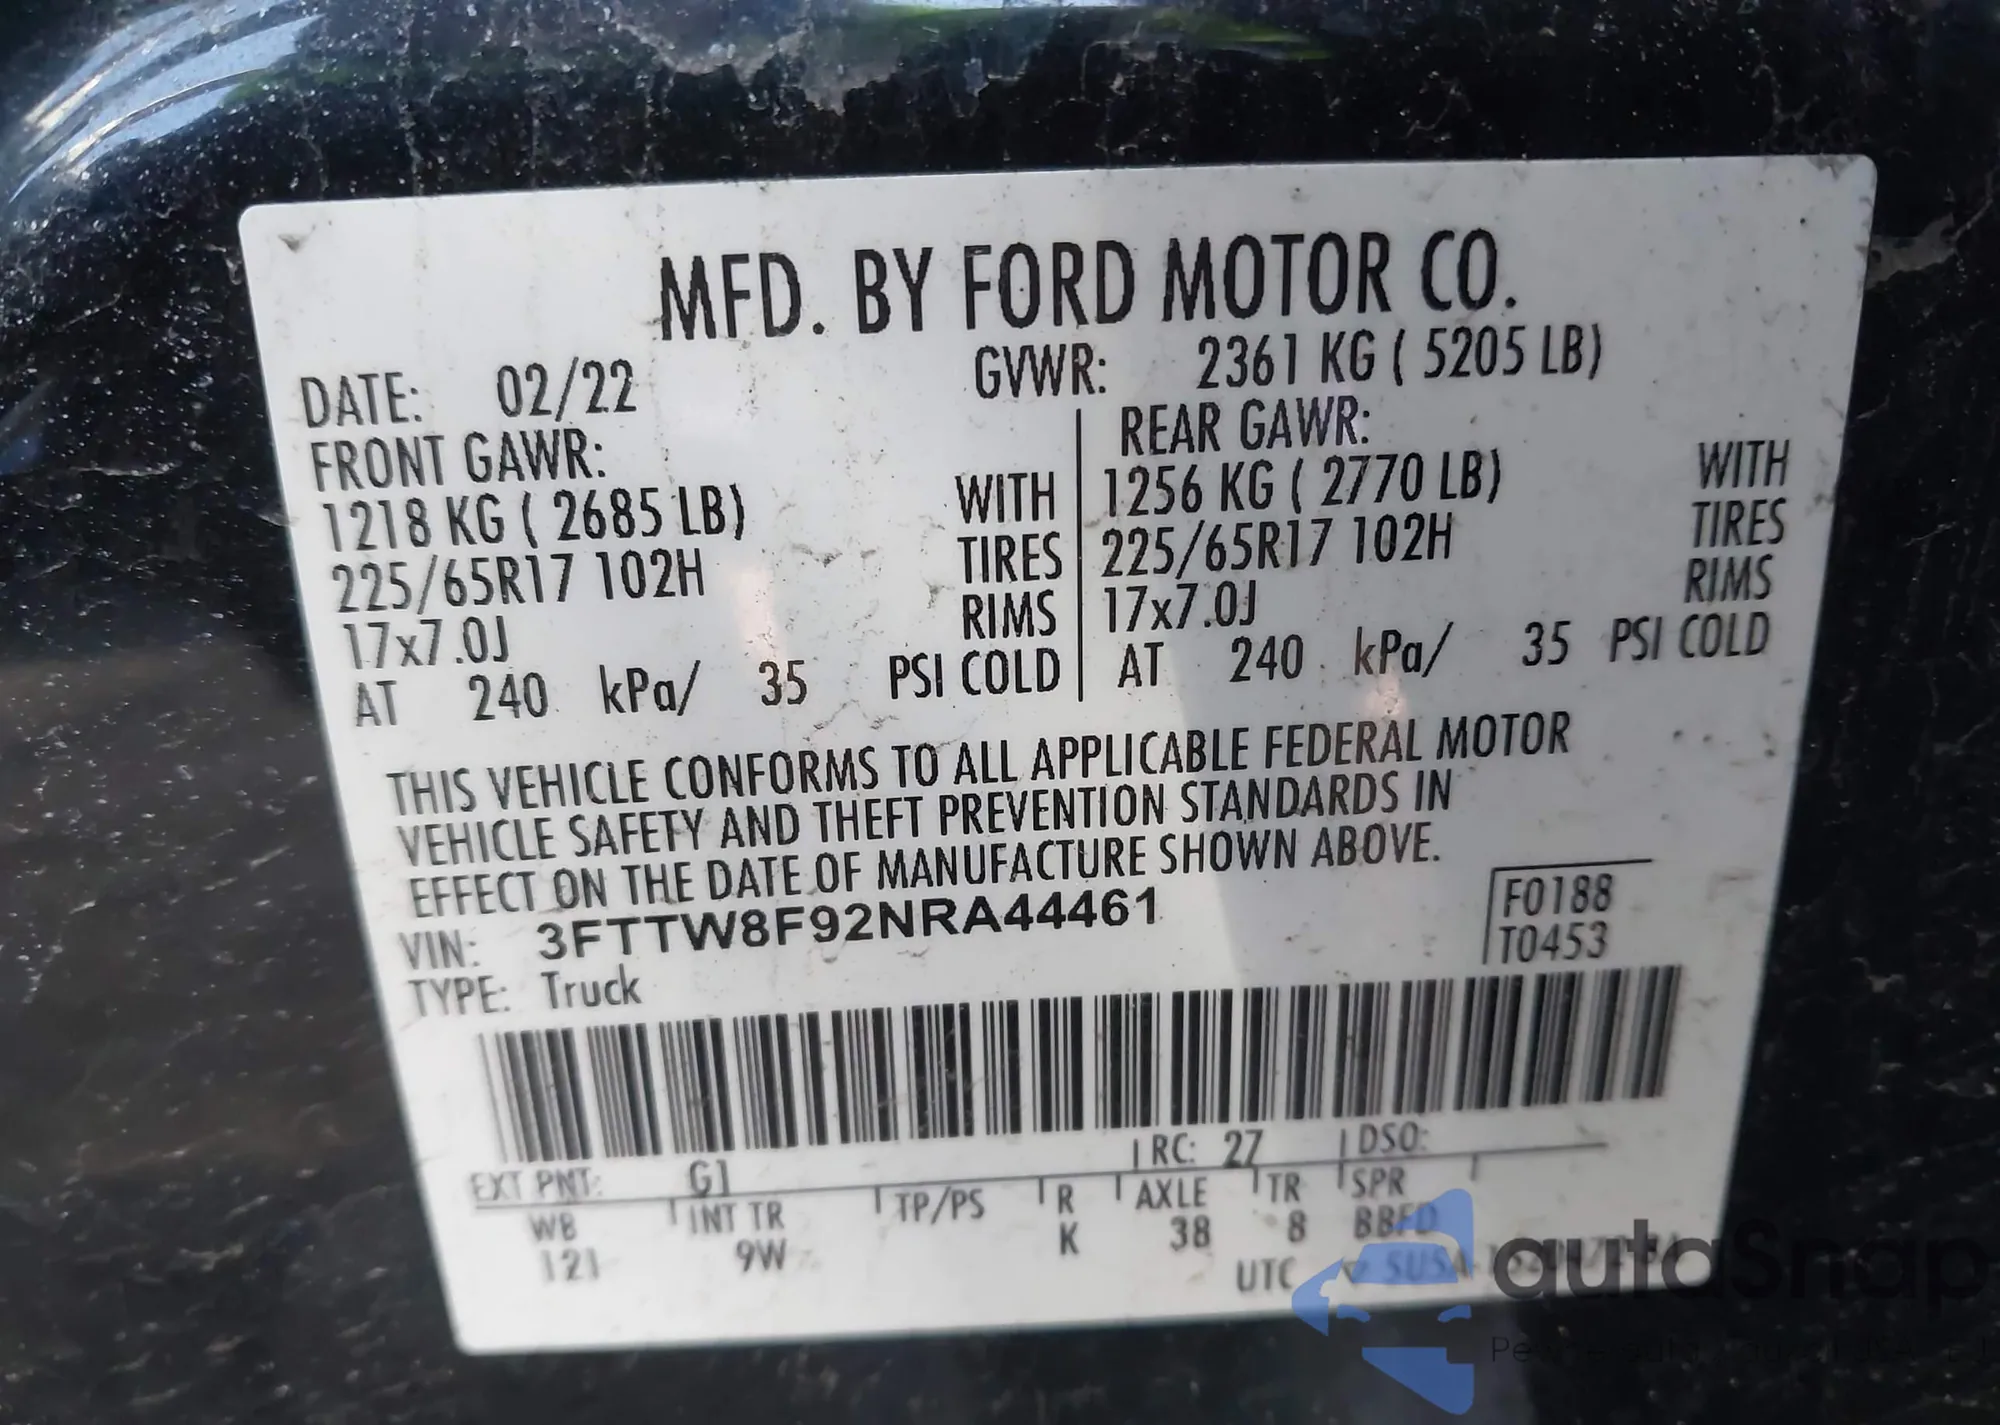 MFD. BY FORD MOTOR CO.
DATE: 02/22 GVWR: 2361 KG ( 5205 LB)
FRONT GAWR: REAR GAWR:
1218 KG ( 2685 LB) WITH 1256 KG ( 2770 LB) WITH
225/65R17 102H TIRES 225/65R17 102H TIRES
17x7.0J RIMS 17x7.0J RIMS
AT 240 kPa/ 35 PSI COLD AT 240 kPa/ 35 PSI COLD
THIS VEHICLE CONFORMS TO ALL APPLICABLE FEDERAL MOTOR
VEHICLE SAFETY AND THEFT PREVENTION STANDARDS IN
EFFECT ON THE DATE OF MANUFACTURE SHOWN ABOVE.
VIN: 3FTTW8F92NRA44461
F0188
T0453
TYPE: Truck
EXT PNT: G1 RC: 27 DSO:
WB INT TR TP/PS R AXLE TR SPR
121 9W K 38 8 BBFD
UTC SUSA
autoSnap